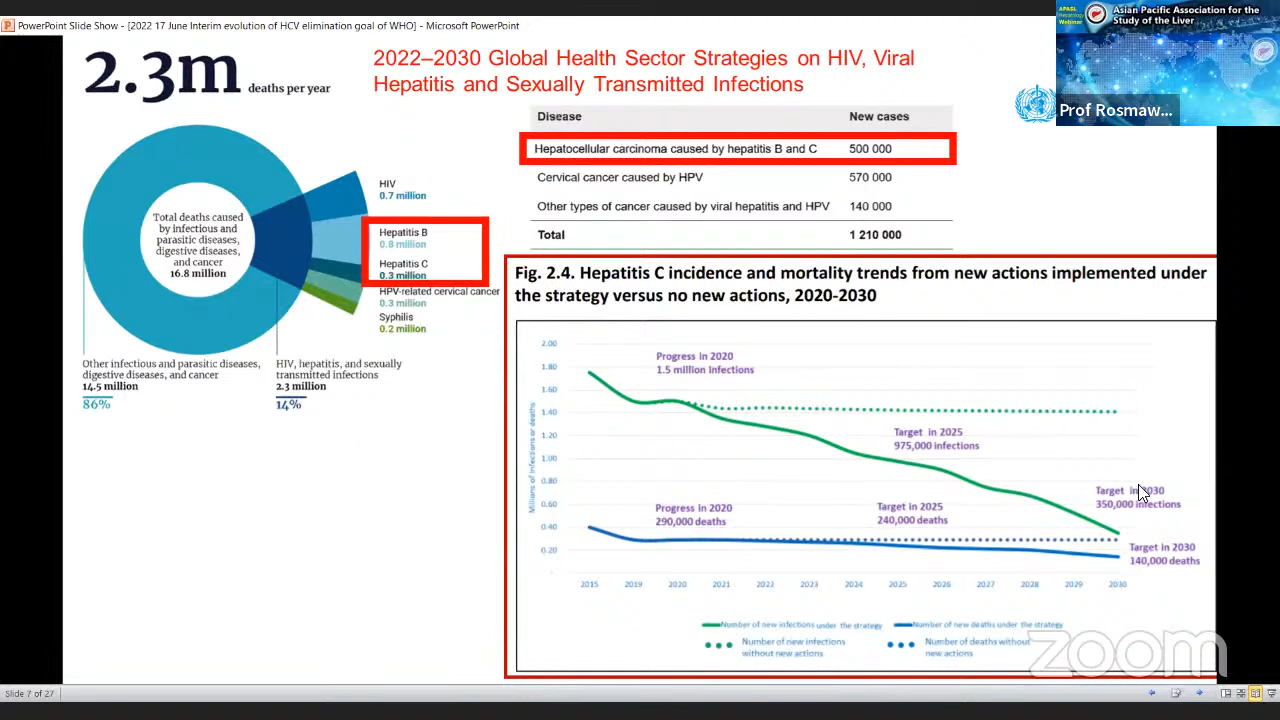 PowerPoint Slide Show - [2022 17 June Interim evolution of HCV elimination goal of WHO] - Microsoft PowerPoint
APASL
Hepatology
Webinar
Asian Pacific Association for the
Study of the Liver
Prof Rosmaw...
2.3m deaths per year
2022–2030 Global Health Sector Strategies on HIV, Viral
Hepatitis and Sexually Transmitted Infections
Total deaths caused
by infectious and
parasitic diseases,
digestive diseases,
and cancer
16.8 million
HIV
0.7 million
Hepatitis B
0.8 million
Hepatitis C
0.3 million
HPV-related cervical cancer
0.3 million
Syphilis
0.2 million
Other infectious and parasitic diseases,
digestive diseases, and cancer
14.5 million
86%
HIV, hepatitis, and sexually
transmitted infections
2.3 million
14%
Disease New cases
Hepatocellular carcinoma caused by hepatitis B and C 500 000
Cervical cancer caused by HPV 570 000
Other types of cancer caused by viral hepatitis and HPV 140 000
Total 1 210 000
Fig. 2.4. Hepatitis C incidence and mortality trends from new actions implemented under
the strategy versus no new actions, 2020-2030
Millions of infections or deaths
2.00
1.80
1.60
1.40
1.20
1.00
0.80
0.60
0.40
0.20
-
Progress in 2020
1.5 million infections
Target in 2025
975,000 infections
Target in 2030
350,000 infections
Progress in 2020
290,000 deaths
Target in 2025
240,000 deaths
Target in 2030
140,000 deaths
2015 2019 2020 2021 2022 2023 2024 2025 2026 2027 2028 2029 2030
Number of new infections under the strategy
Number of new deaths under the strategy
Number of new infections
without new actions
Number of deaths without
new actions
zoom
Slide 7 of 27